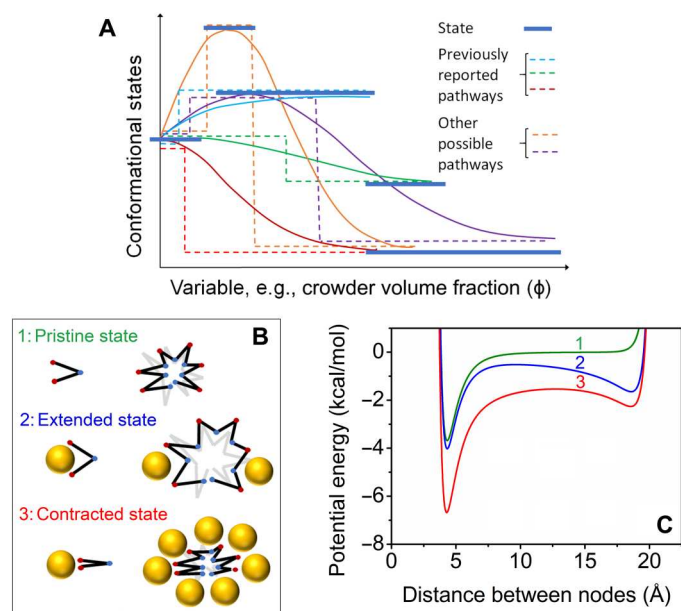 A
State
Previously
reported
pathways
Other
possible
pathways
Conformational states
Variable, e.g., crowder volume fraction (ϕ)
B
1: Pristine state
2: Extended state
3: Contracted state
C
1
2
3
0
−2
−4
−6
−8
Potential energy (kcal/mol)
0 5 10 15 20
Distance between nodes (Å)